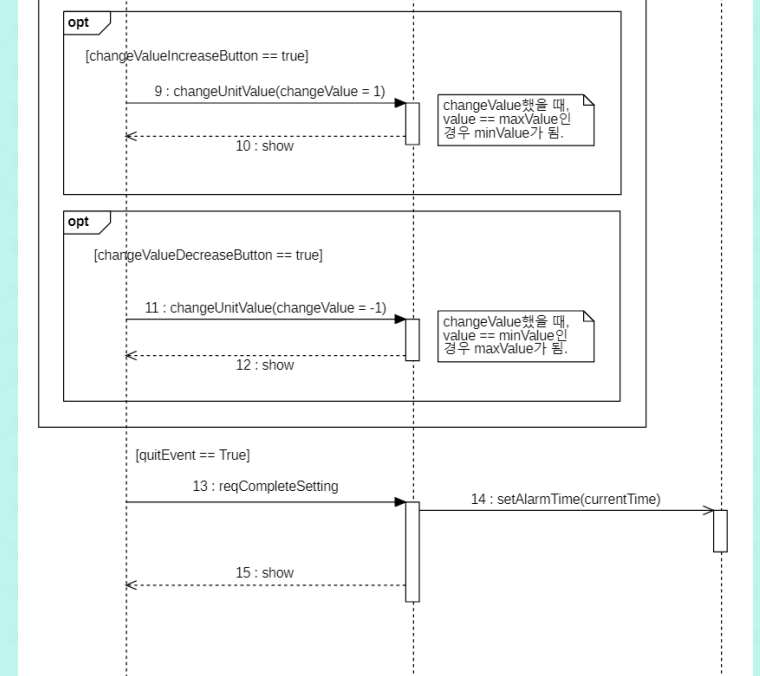 opt
[changeValueIncreaseButton == true]
9 : changeUnitValue(changeValue = 1)
changeValue했을 때,
value == maxValue인
경우 minValue가 됨.
10 : show
opt
[changeValueDecreaseButton == true]
11 : changeUnitValue(changeValue = -1)
changeValue했을 때,
value == minValue인
경우 maxValue가 됨.
12 : show
[quitEvent == True]
13 : reqCompleteSetting
14 : setAlarmTime(currentTime)
15 : show